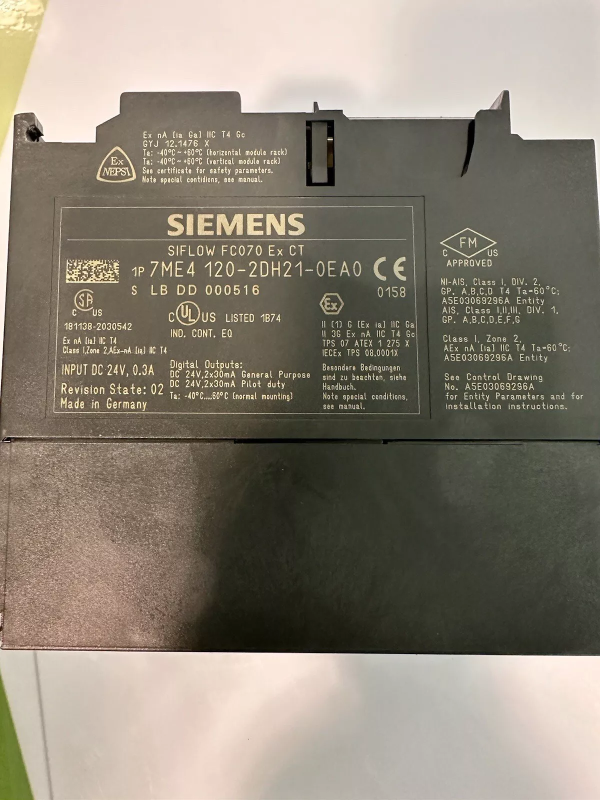 Ex nA [ia Ga] IIC T4 Gc
GYJ 12.1476 X
Ta: -40°C ~ +60°C (horizontal module rack)
Ta: -40°C ~ +60°C (vertical module rack)
See certificate for safety parameters.
Note special contidions, see manual.
Ex
NEPSI
SIEMENS
SIFLOW FC070 Ex CT
1P 7ME4 120-2DH21-0EA0
S LB DD 000516
CE
0158
SA
C US
181138-2030542
Ex nA [ia] IIC T4
Class I,Zone 2,AEx-nA [ia] IIC T4
C UL US LISTED 1B74
IND. CONT. EQ
Ex
II (1) G [Ex ia] IIC Ga
II 3G Ex nA IIC T4 Gc
TPS 07 ATEX 1 275 X
IECEx TPS 08.0001X
INPUT DC 24V, 0.3A
Revision State: 02
Made in Germany
Digital Outputs:
DC 24V,2x30mA General Purpose
DC 24V,2x30mA Pilot duty
Ta: -40°C....60°C (normal mounting)
Besondere Bedingungen
sind zu beachten, siehe
Handbuch.
Note special conditions,
see manual.
FM
C US
APPROVED
NI-AIS, Class I, DIV. 2,
GP. A,B,C,D T4 Ta=60°C;
A5E03069296A Entity
AIS, Class I,II,III, DIV. 1,
GP. A,B,C,D,E,F,G
Class I, Zone 2,
AEx nA [ia] IIC T4 Ta=60°C:
A5E03069296A Entity
See Control Drawing
No. A5E03069296A
for Entity Parameters and for
installation instructions.